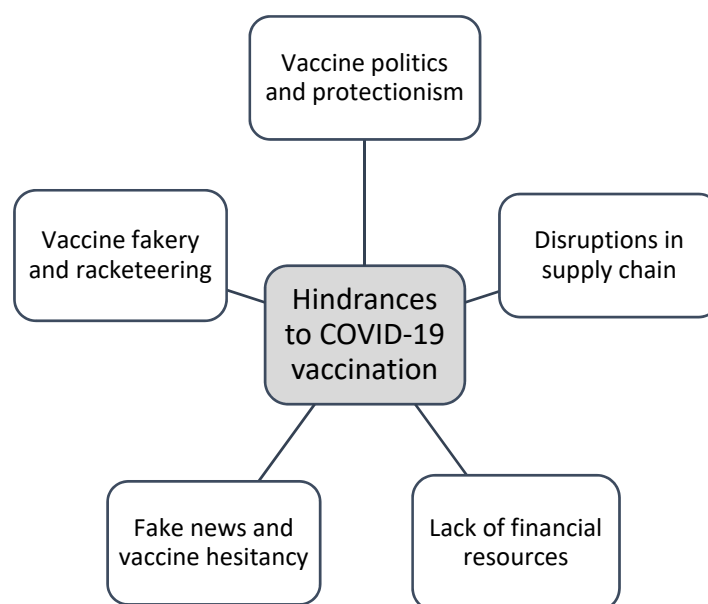 Vaccine politics
and protectionism
Vaccine fakery
and racketeering
Disruptions in
supply chain
Hindrances
to COVID-19
vaccination
Fake news and
vaccine hesitancy
Lack of financial
resources